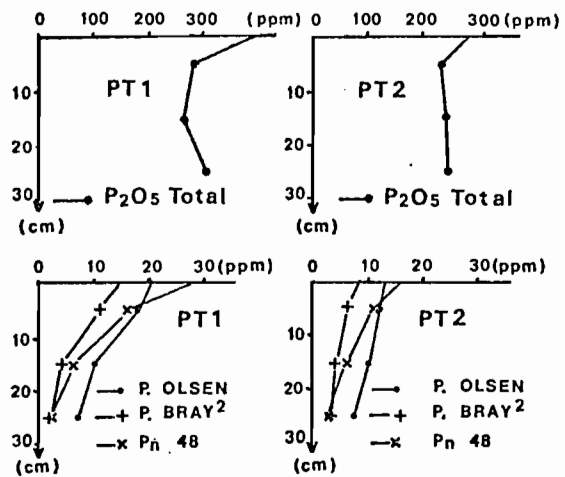 0 100 200 300 (ppm)
10
20
30
(cm)
PT1
P2O5 Total
0 100 200 300 (ppm)
10
20
30
(cm)
PT2
P2O5 Total
0 10 20 30 (ppm)
10
20
30
(cm)
PT1
P. OLSEN
P. BRAY²
Pn 48
0 10 20 30 (ppm)
10
20
30
(cm)
PT2
P. OLSEN
P. BRAY²
Pn 48